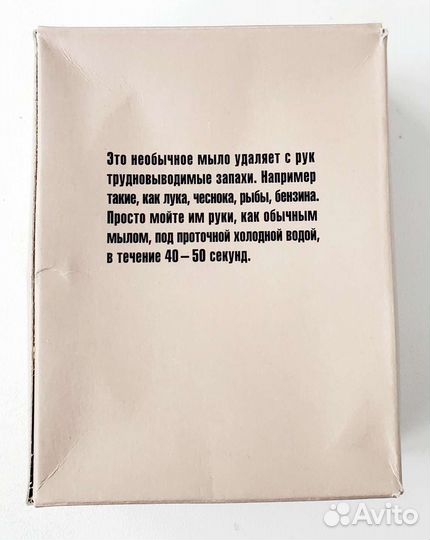 Это необычное мыло удаляет с рук
трудновыводимые запахи. Например
такие, как лука, чеснока, рыбы, бензина.
Просто мойте им руки, как обычным
мылом, под проточной холодной водой,
в течение 40 – 50 секунд.
Avito